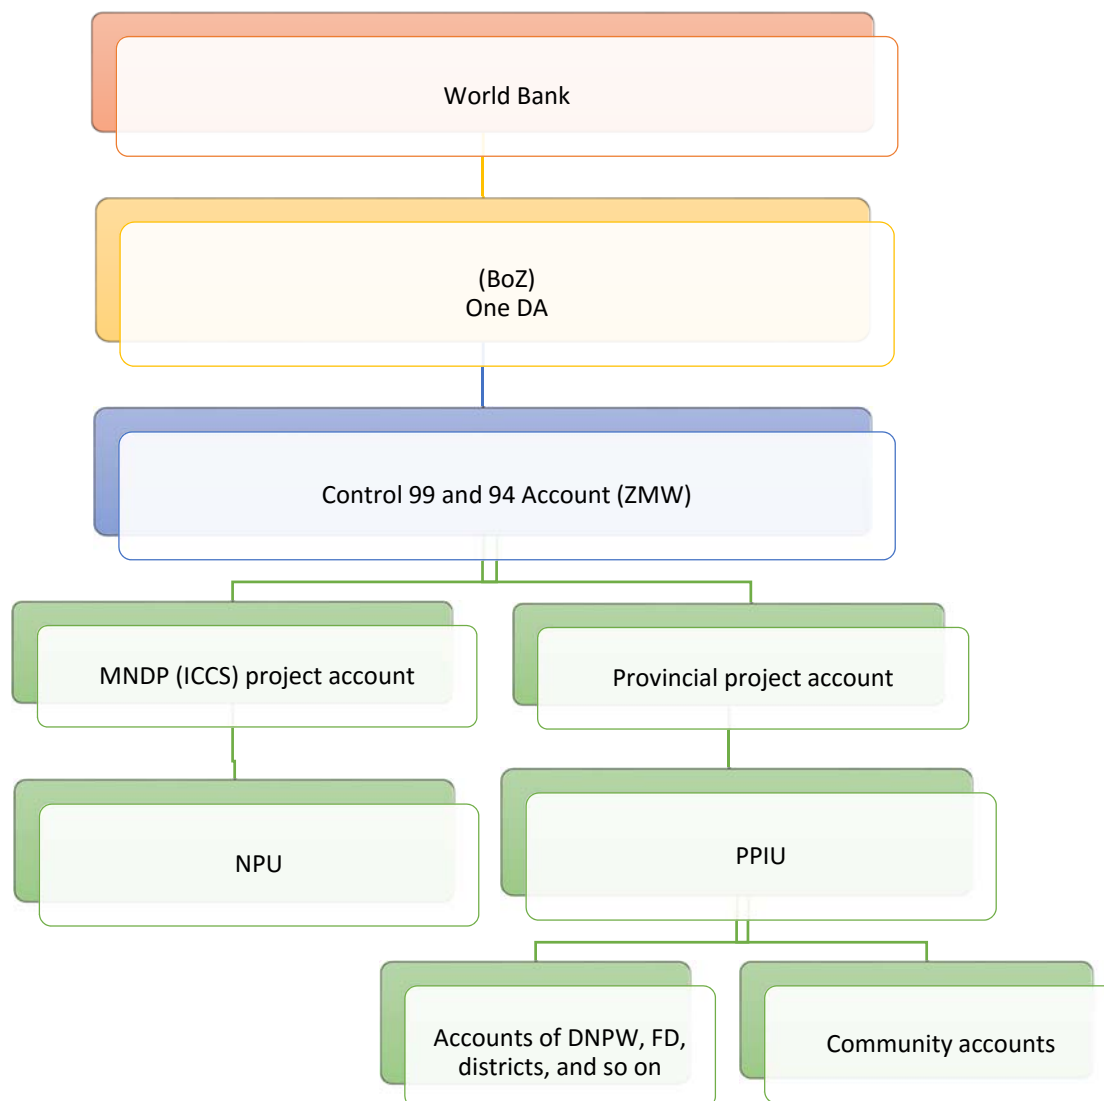 World Bank
(BoZ)
One DA
Control 99 and 94 Account (ZMW)
MNDP (ICCS) project account
Provincial project account
NPU
PPIU
Accounts of DNPW, FD,
districts, and so on
Community accounts